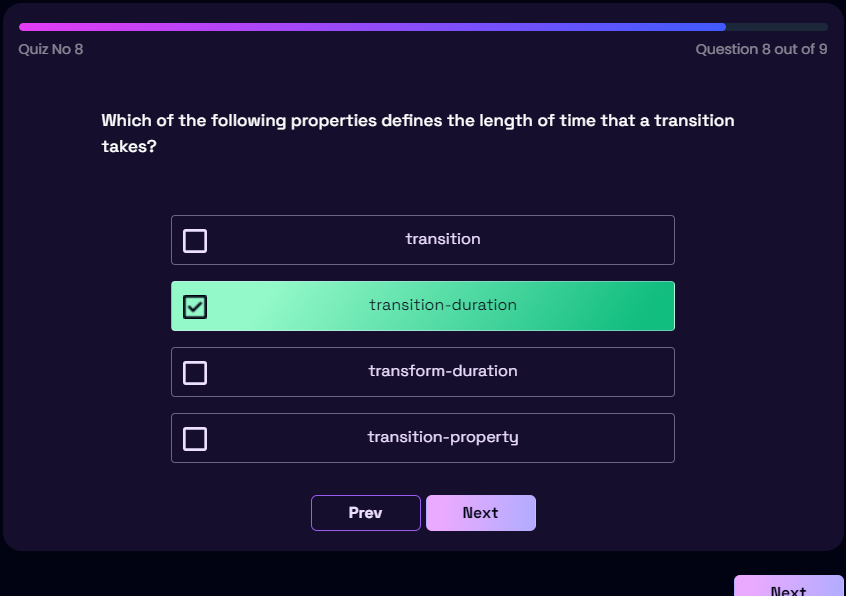 Quiz No 8
Question 8 out of 9
Which of the following properties defines the length of time that a transition
takes?
transition
transition-duration
transform-duration
transition-property
Prev
Next
Next